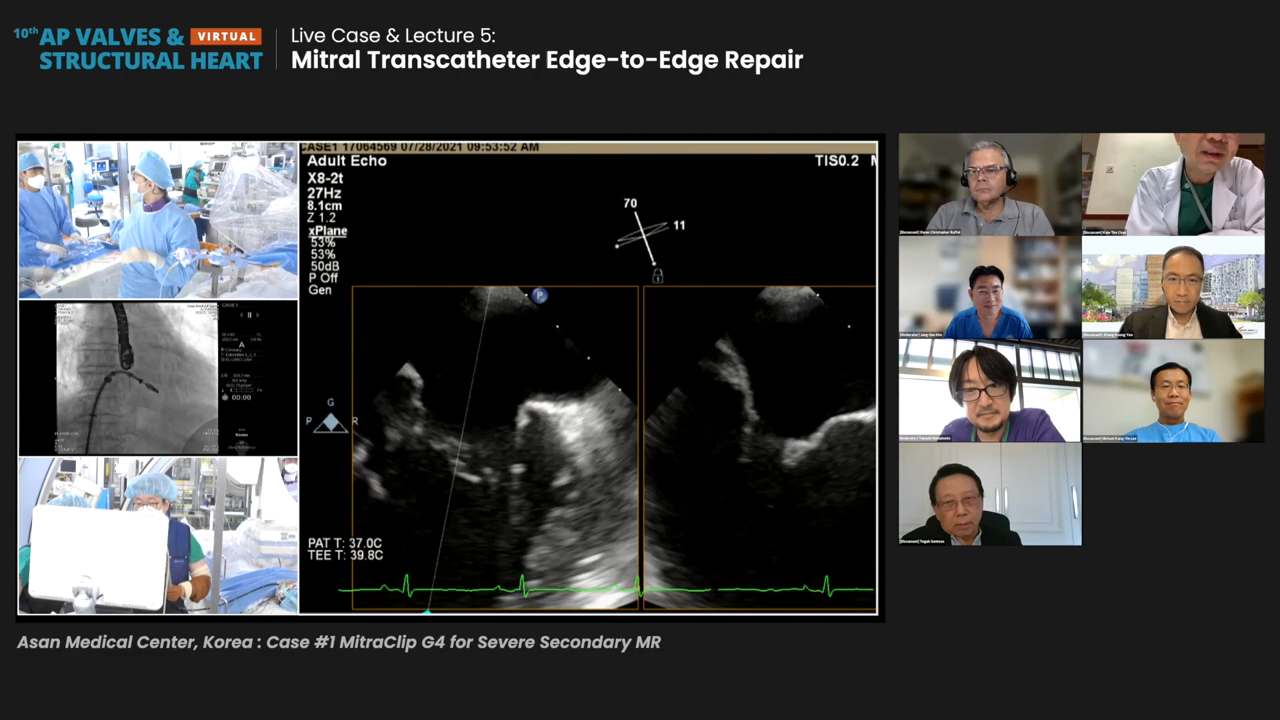 10th AP VALVES & VIRTUAL
STRUCTURAL HEART
Live Case & Lecture 5:
Mitral Transcatheter Edge-to-Edge Repair
CASE1 17064569 07/28/2021 09:53:52 AM
Adult Echo
TIS0.2
X8-2t
27Hz
8.1cm
Z 1.2
xPlane
53%
53%
50dB
P Off
Gen
70
11
P
G
P R
PAT T: 37.0C
TEE T: 39.8C
A
00:00
Asan Medical Center, Korea : Case #1 MitraClip G4 for Severe Secondary MR